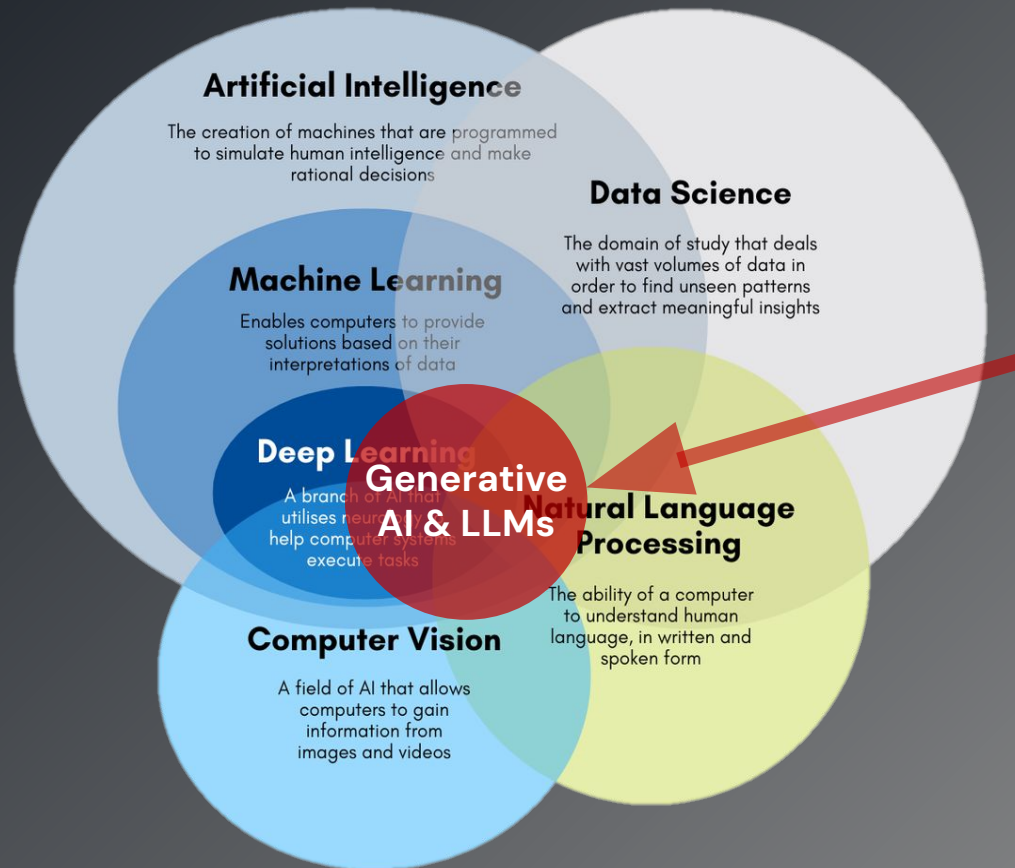 Artificial Intelligence
The creation of machines that are programmed
to simulate human intelligence and make
rational decisions
Data Science
The domain of study that deals
with vast volumes of data in
order to find unseen patterns
and extract meaningful insights
Machine Learning
Enables computers to provide
solutions based on their
interpretations of data
Deep Learning
A branch of AI that
utilises
help computer systems
execute tasks
Generative
AI & LLMs
Natural Language
Processing
The ability of a computer
to understand human
language, in written and
spoken form
Computer Vision
A field of AI that allows
computers to gain
information from
images and videos